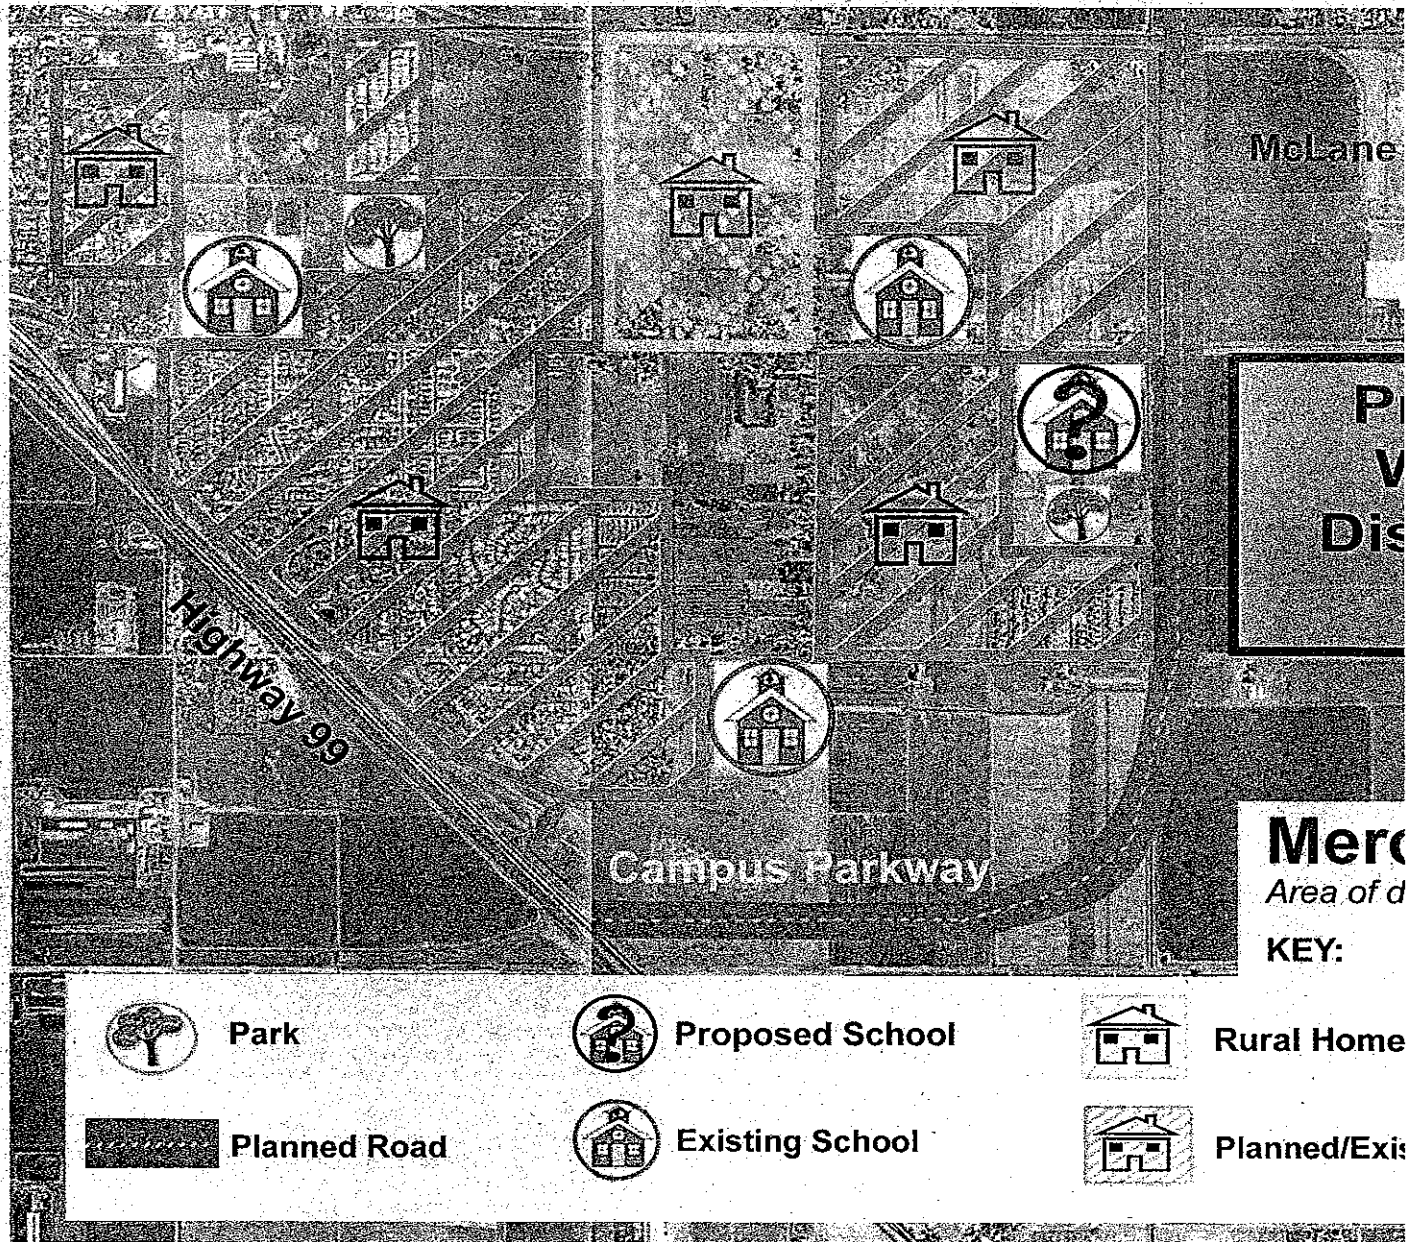 McLane
Highway 99
Campus Parkway
P
W
Dis
Merc
Area of d
KEY:
Park
Proposed School
Rural Home
Planned Road
Existing School
Planned/Exis